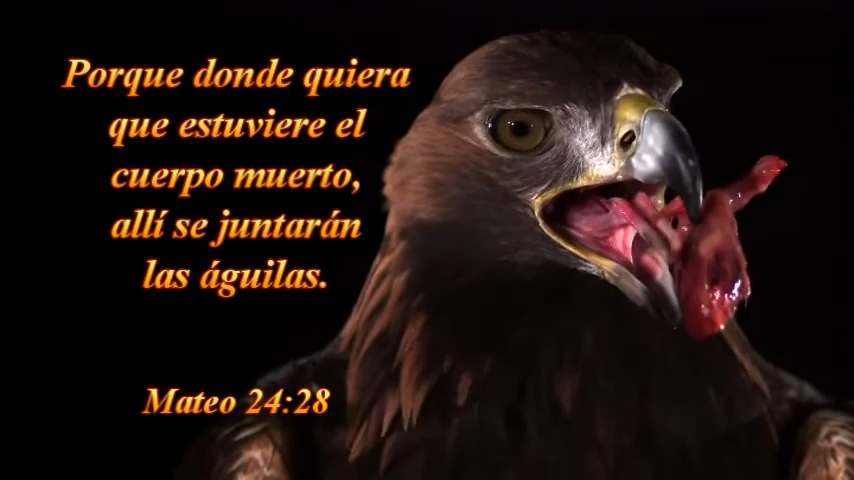 Porque donde quiera
que estuviere el
cuerpo muerto,
allí se juntarán
las águilas.
Mateo 24:28